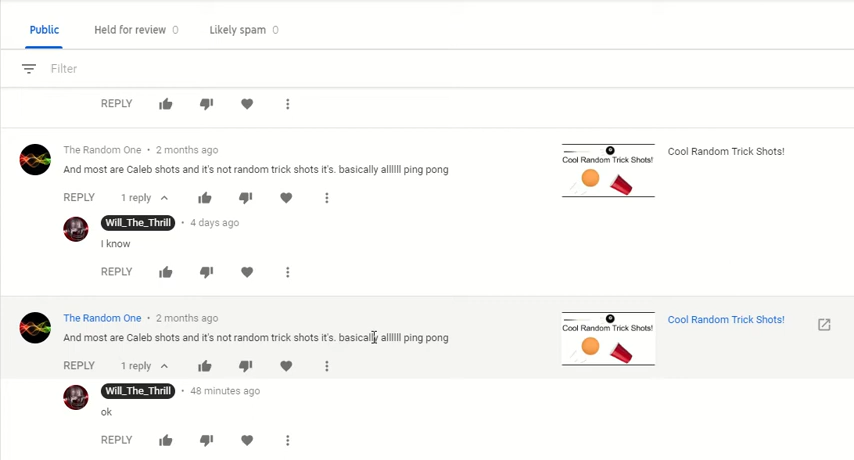 Public Held for review 0 Likely spam 0
Filter
REPLY
The Random One • 2 months ago
And most are Caleb shots and it's not random trick shots it's. basically allllll ping pong
REPLY 1 reply
Cool Random Trick Shots!
Cool Random Trick Shots!
Will_The_Thrill • 4 days ago
I know
REPLY
The Random One • 2 months ago
And most are Caleb shots and it's not random trick shots it's. basically allllll ping pong
REPLY 1 reply
Cool Random Trick Shots!
Cool Random Trick Shots!
Will_The_Thrill • 48 minutes ago
ok
REPLY